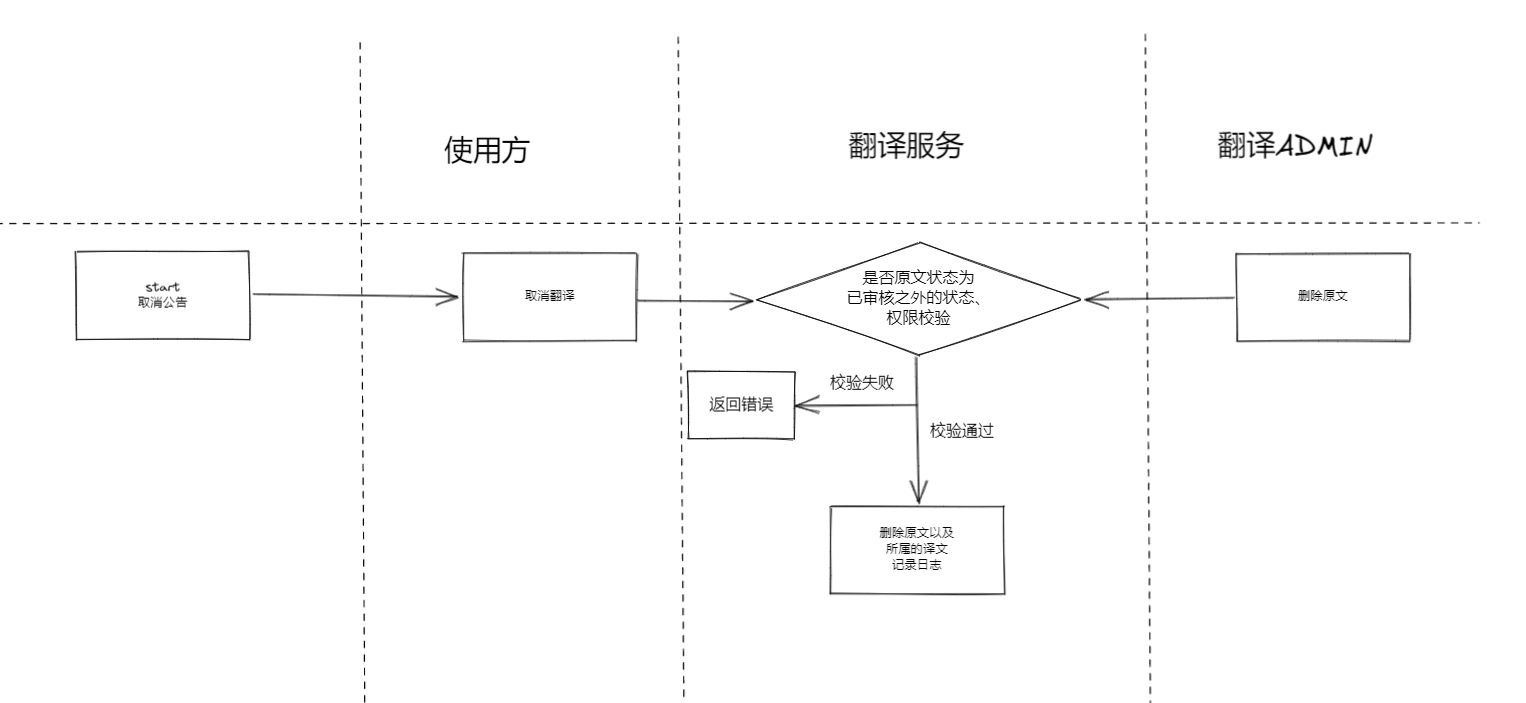 使用方
翻译服务
翻译ADMIN
start
取消公告
取消翻译
是否原文状态为
已审核之外的状态、
权限校验
删除原文
校验失败
返回错误
校验通过
删除原文以及
所属的译文
记录日志